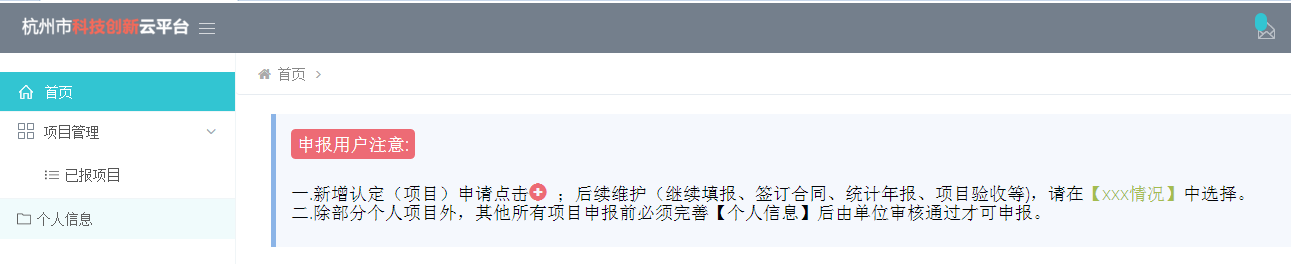 杭州市科技创新云平台
首页
首页
项目管理
已报项目
个人信息
申报用户注意:
一.新增认定（项目）申请点击 ；后续维护（继续填报、签订合同、统计年报、项目验收等)，请在【xxx情况】中选择。
二.除部分个人项目外，其他所有项目申报前必须完善【个人信息】后由单位审核通过才可申报。